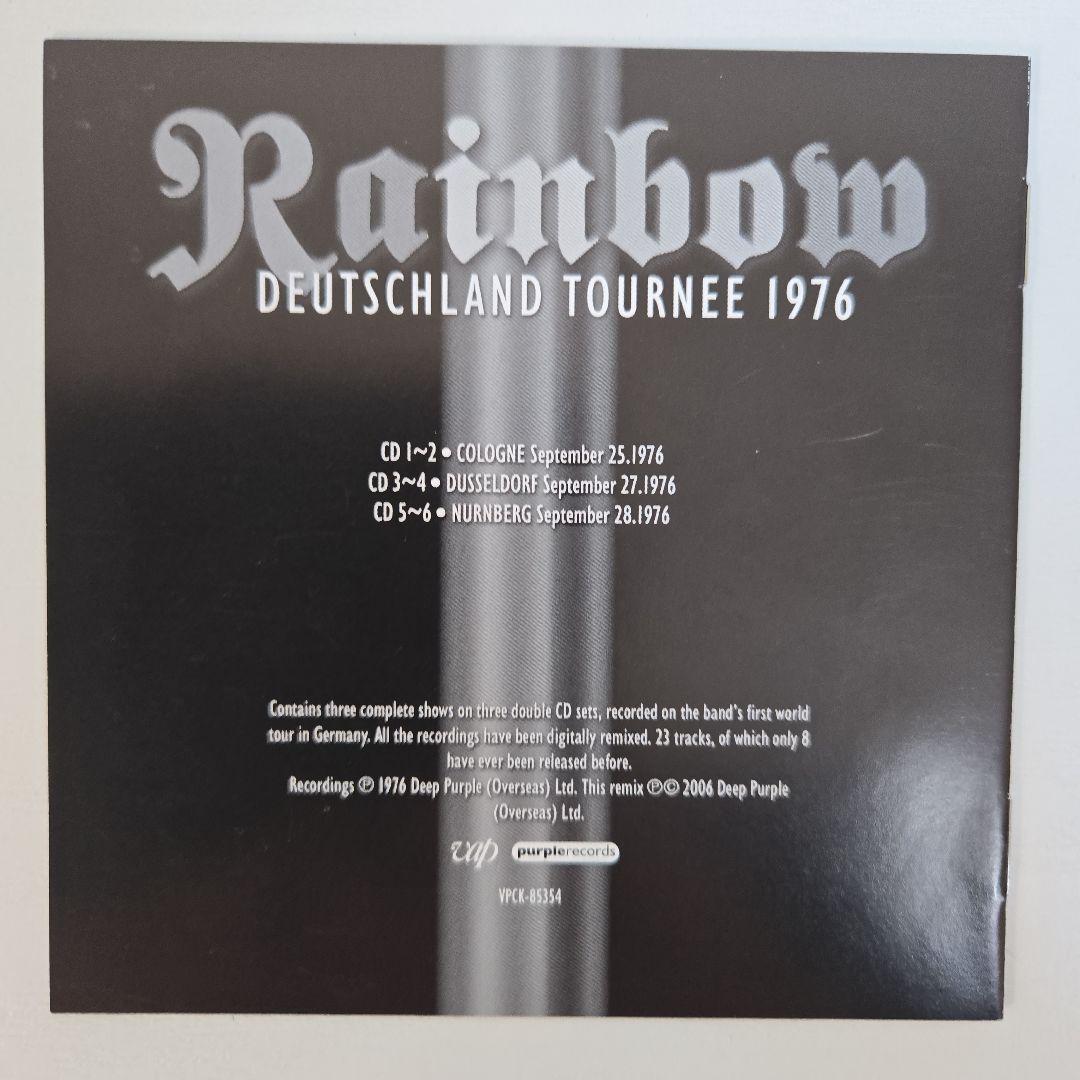 Rainbow
DEUTSCHLAND TOURNEE 1976
CD 1~2 • COLOGNE September 25.1976
CD 3~4 • DUSSELDORF September 27.1976
CD 5~6 • NURNBERG September 28.1976
Contains three complete shows on three double CD sets, recorded on the band's first world
tour in Germany. All the recordings have been digitally remixed. 23 tracks, of which only 8
have ever been released before.
Recordings ℗ 1976 Deep Purple (Overseas) Ltd. This remix ℗© 2006 Deep Purple
(Overseas) Ltd.
vap purplerecords
VPCK-85354